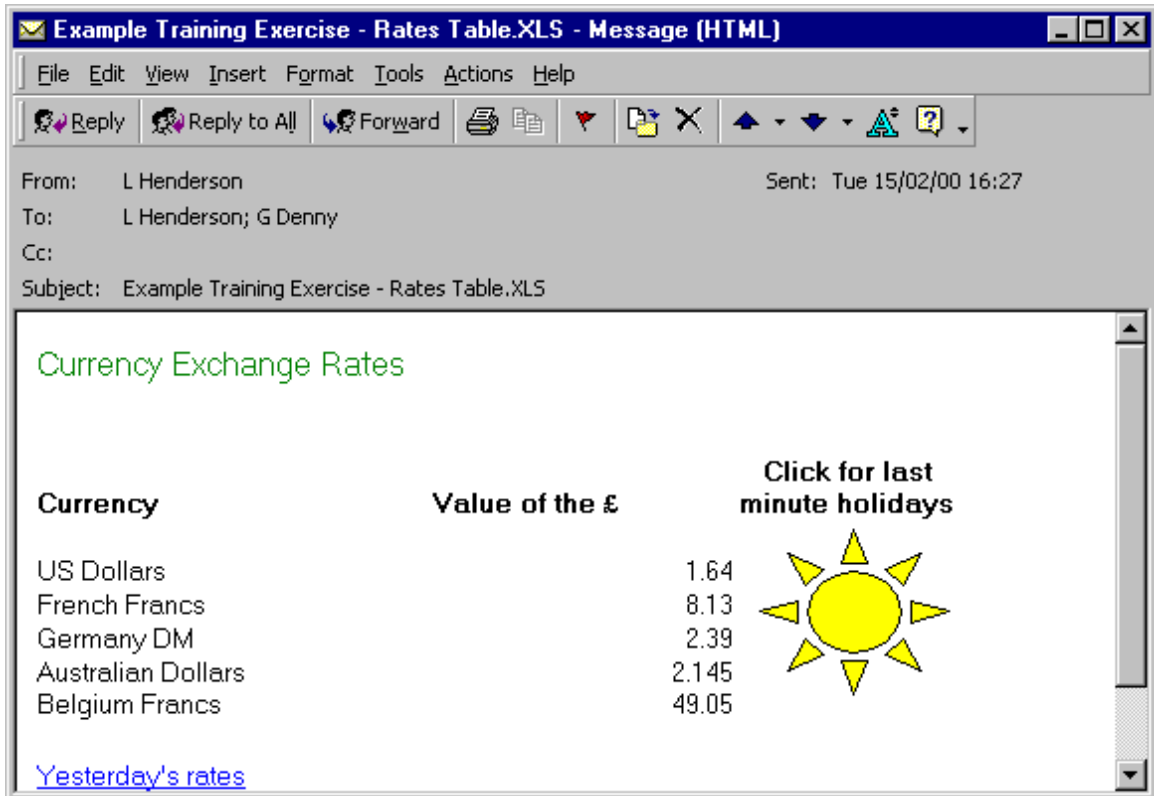 Example Training Exercise - Rates Table.XLS - Message (HTML)
File Edit View Insert Format Tools Actions Help
Reply Reply to All Forward
From: L Henderson Sent: Tue 15/02/00 16:27
To: L Henderson; G Denny
Cc:
Subject: Example Training Exercise - Rates Table.XLS
Currency Exchange Rates
Click for last
Currency Value of the £ minute holidays
US Dollars 1.64
French Francs 8.13
Germany DM 2.39
Australian Dollars 2.145
Belgium Francs 49.05
Yesterday's rates